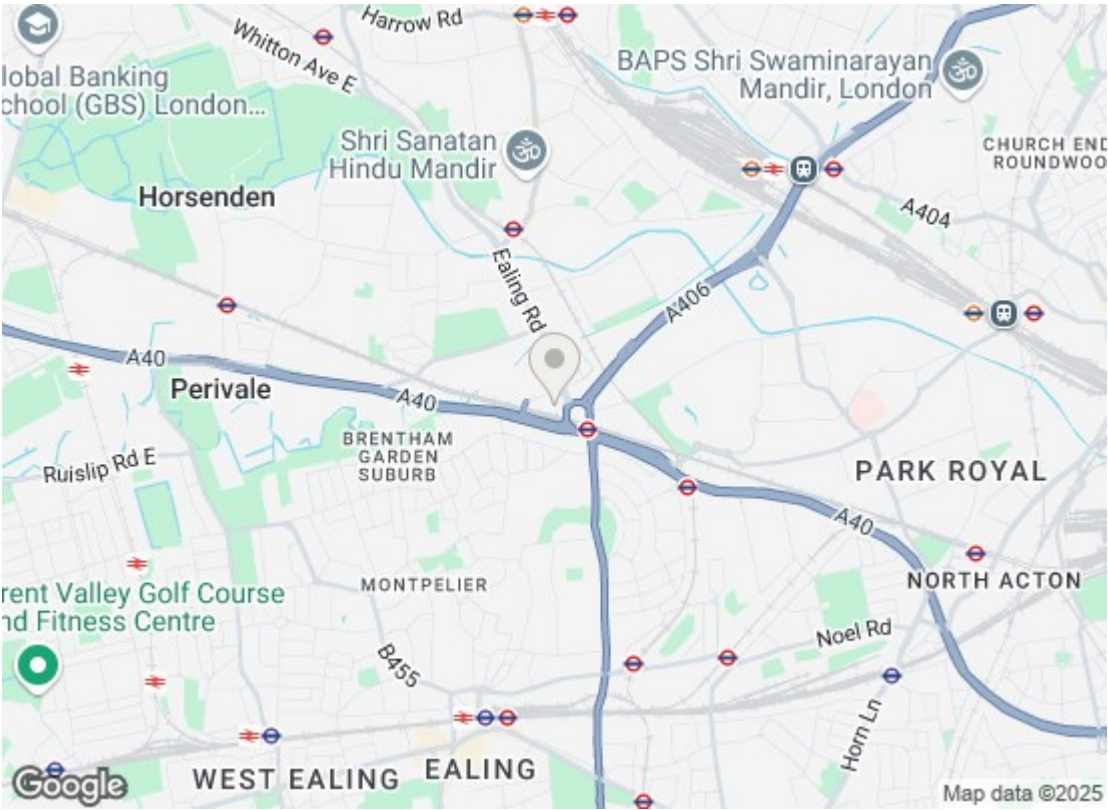 Harrow Rd
Whitton Ave E
lobal Banking
chool (GBS) London...
BAPS Shri Swaminarayan
Mandir, London
Shri Sanatan
Hindu Mandir
CHURCH END
ROUNDWOO
Horsenden
A404
Ealing Rd
A406
A40
Perivale
A40
BRENTHAM
GARDEN
SUBURB
Ruislip Rd E
PARK ROYAL
A40
NORTH ACTON
MONTPELIER
rent Valley Golf Course
nd Fitness Centre
Noel Rd
B455
Horn Ln
WEST EALING
EALING
Google
Map data ©2025